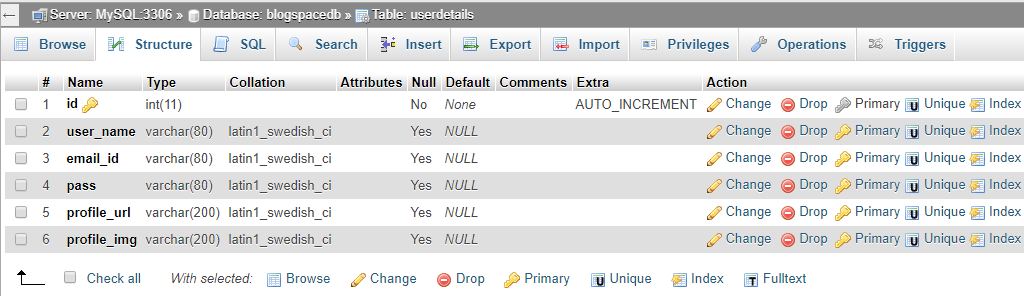 Server: MySQL:3306 » Database: blogspacedb » Table: userdetails
Browse Structure SQL Search Insert Export Import Privileges Operations Triggers
# Name Type Collation Attributes Null Default Comments Extra Action
1 id int(11) No None AUTO_INCREMENT Change Drop Primary Unique Index
2 user_name varchar(80) latin1_swedish_ci Yes NULL Change Drop Primary Unique Index
3 email_id varchar(80) latin1_swedish_ci Yes NULL Change Drop Primary Unique Index
4 pass varchar(80) latin1_swedish_ci Yes NULL Change Drop Primary Unique Index
5 profile_url varchar(200) latin1_swedish_ci Yes NULL Change Drop Primary Unique Index
6 profile_img varchar(200) latin1_swedish_ci Yes NULL Change Drop Primary Unique Index
Check all With selected: Browse Change Drop Primary Unique Index Fulltext